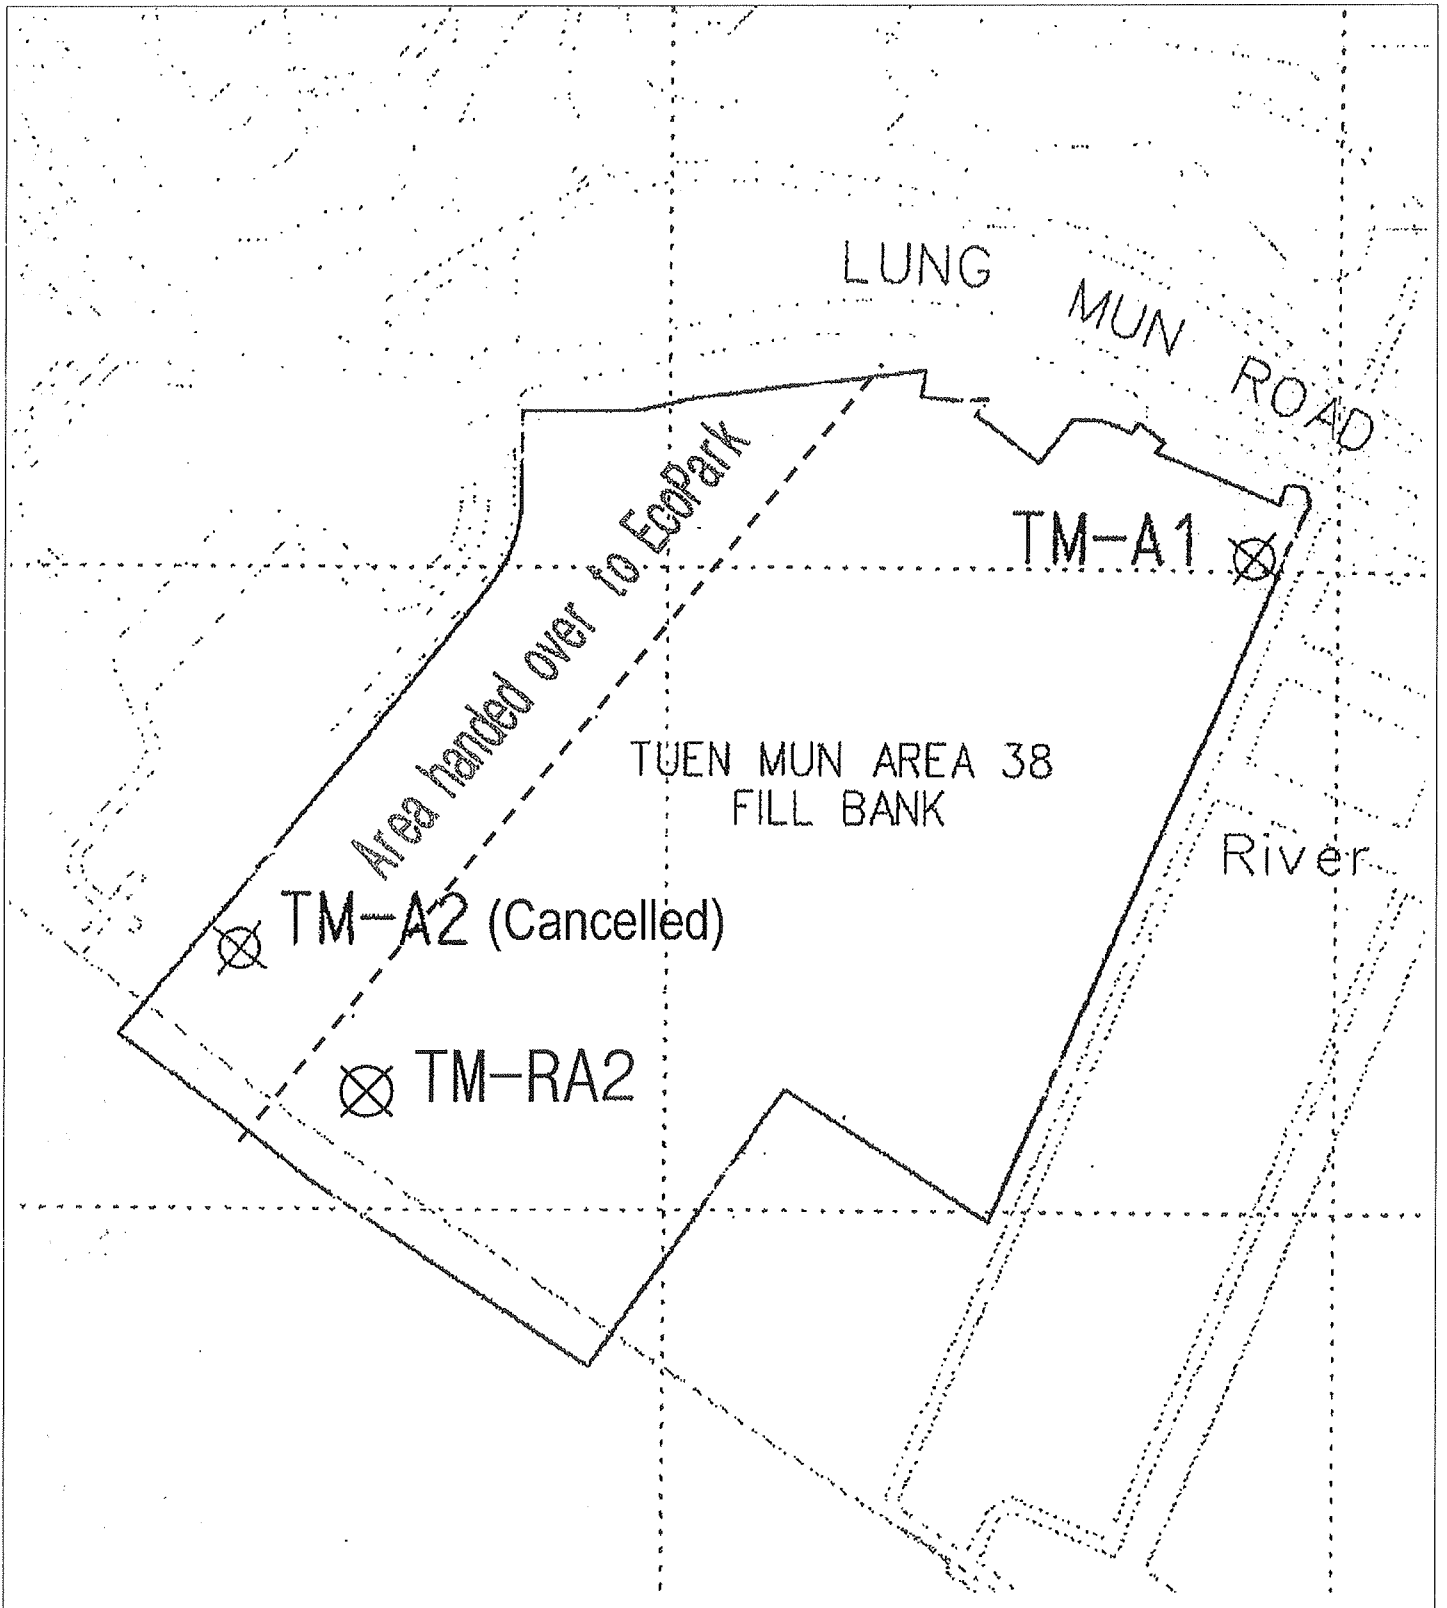 LUNG
MUN
ROAD
Area handed over to EcoPark
TM-A1
TUEN MUN AREA 38
FILL BANK
River
TM-A2 (Cancelled)
TM-RA2